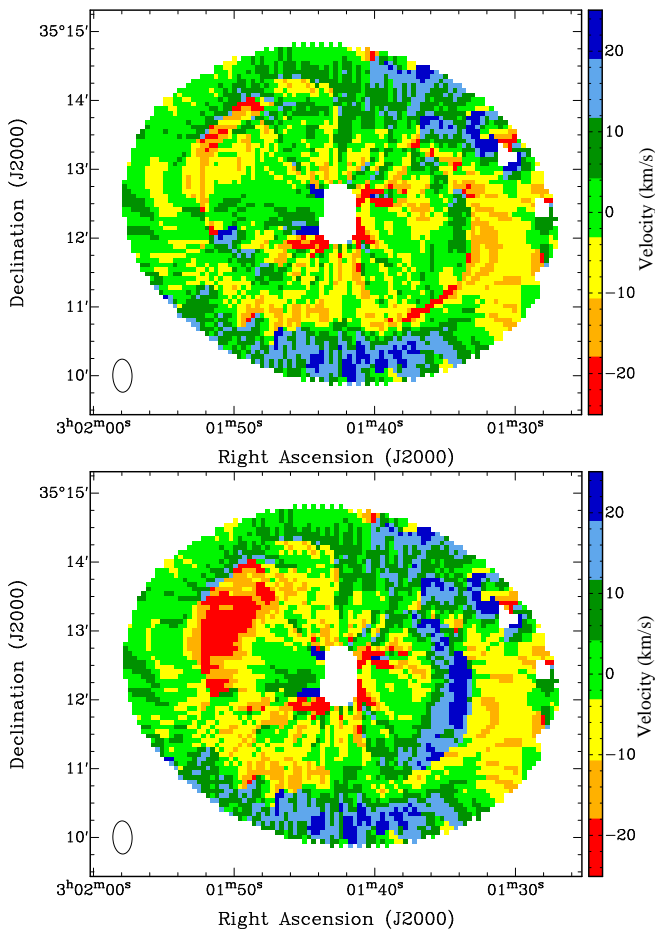 35°15′
14′
13′
12′
11′
10′
Declination (J2000)
3ʰ02ᵐ00ˢ 01ᵐ50ˢ 01ᵐ40ˢ 01ᵐ30ˢ
Right Ascension (J2000)
20
10
0
−10
−20
Velocity (km/s)
35°15′
14′
13′
12′
11′
10′
Declination (J2000)
3ʰ02ᵐ00ˢ 01ᵐ50ˢ 01ᵐ40ˢ 01ᵐ30ˢ
Right Ascension (J2000)
20
10
0
−10
−20
Velocity (km/s)